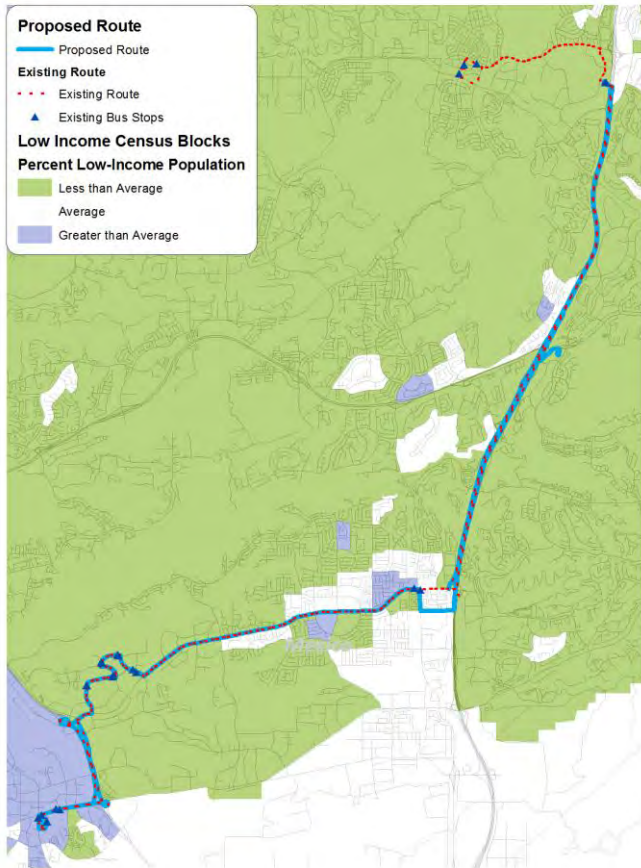 Proposed Route
Proposed Route
Existing Route
Existing Route
Existing Bus Stops
Low Income Census Blocks
Percent Low-Income Population
Less than Average
Average
Greater than Average